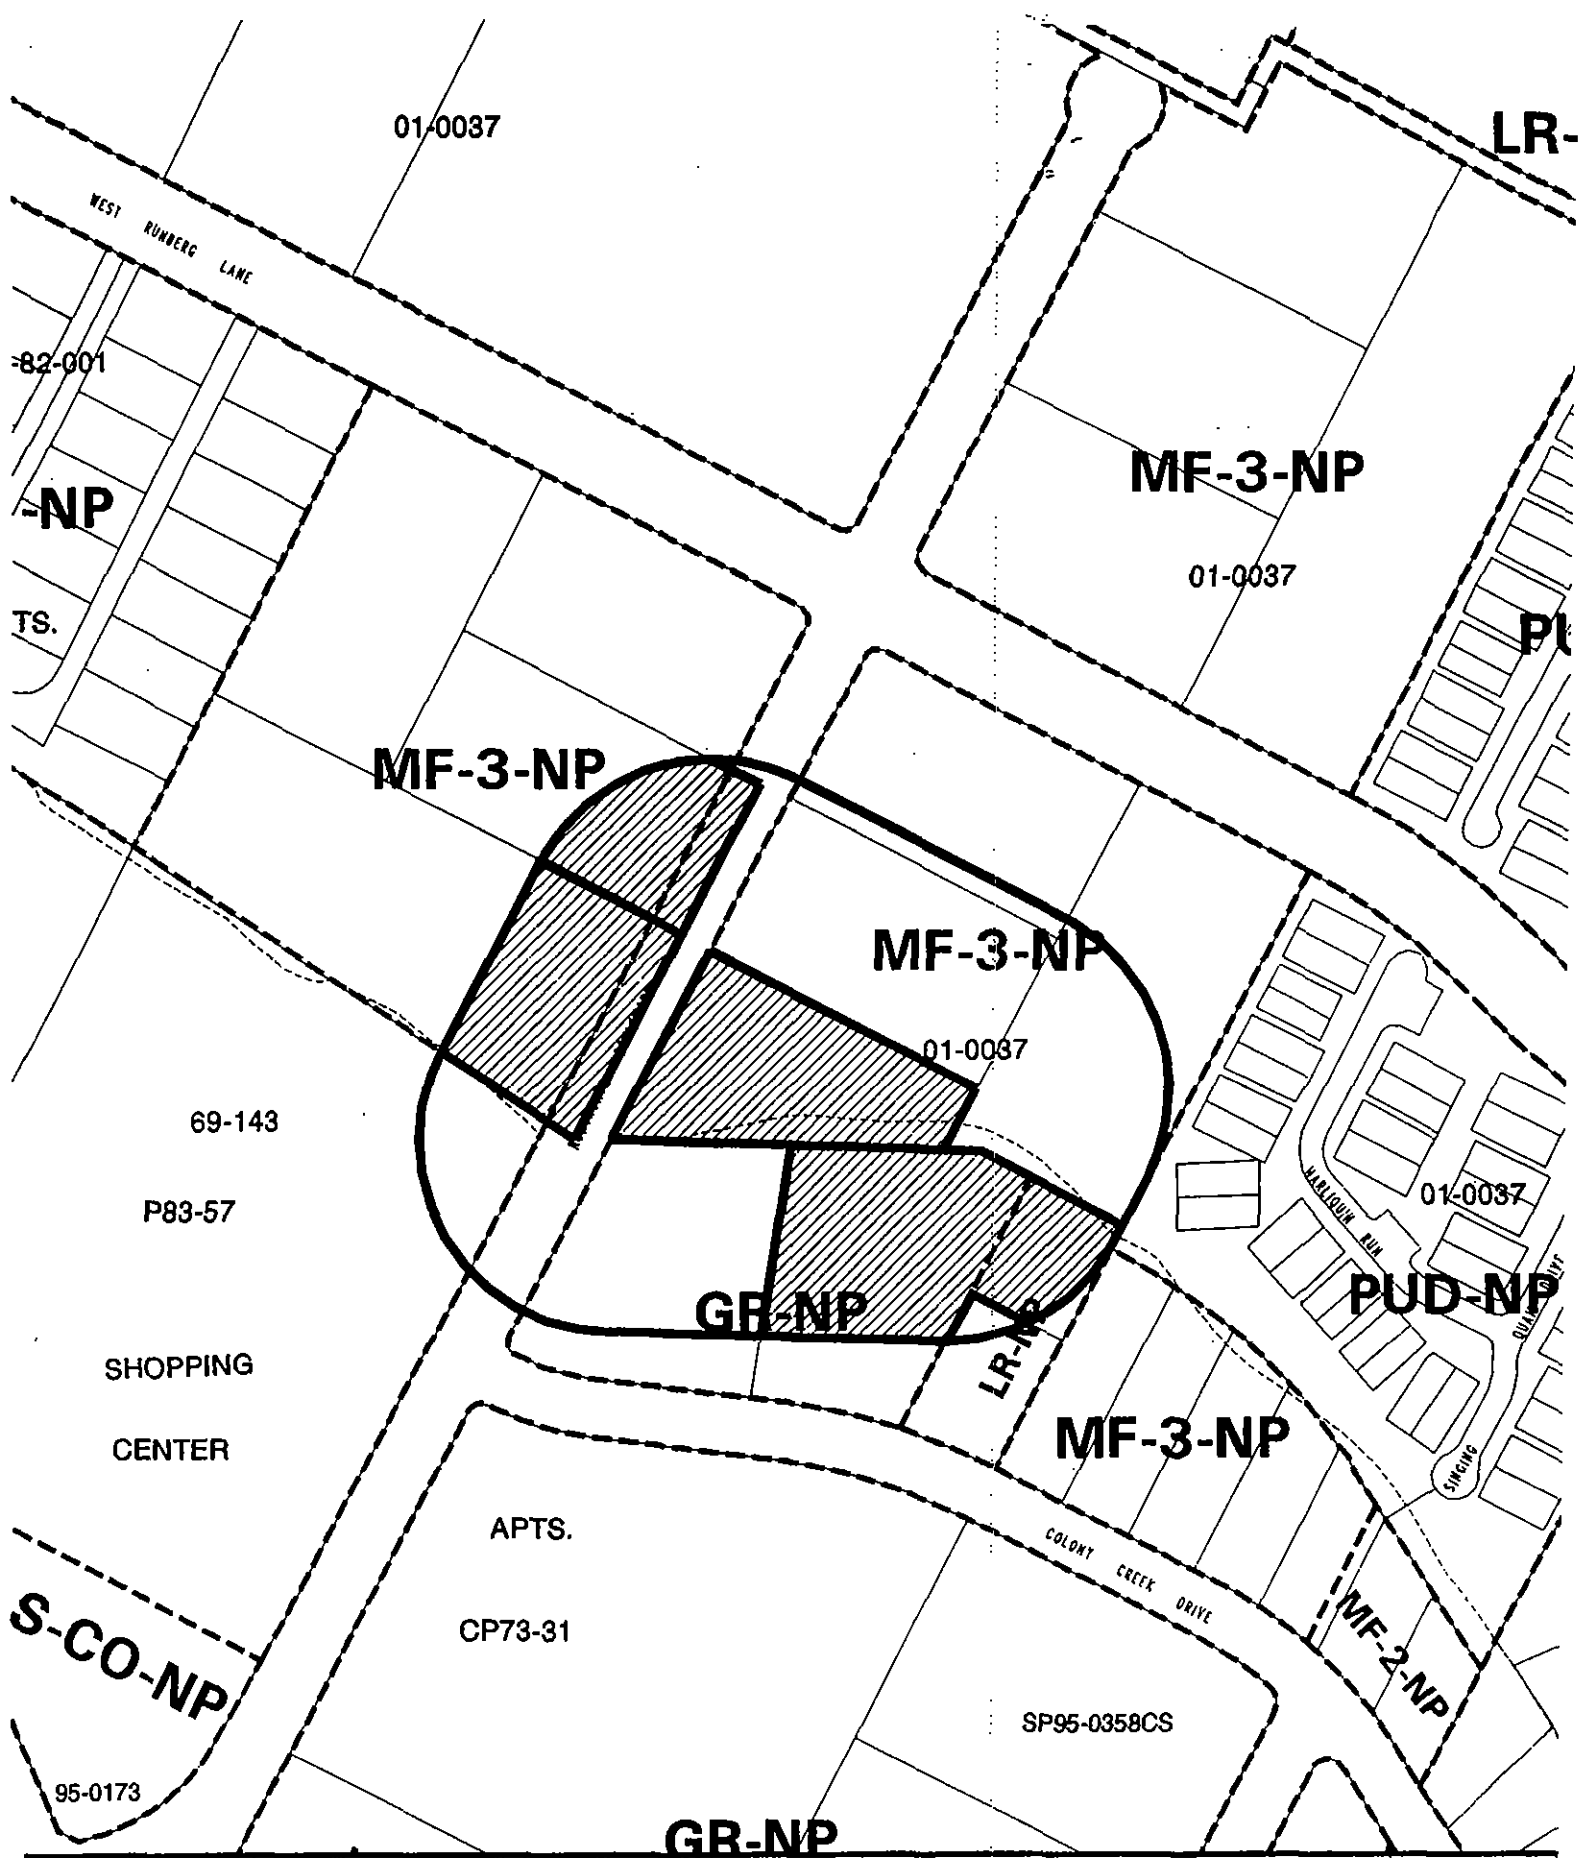 01-0037
LR-
WEST RUNBERG LANE
-82-001
MF-3-NP
-NP
01-0037
TS.
PU
MF-3-NP
MF-3-NP
01-0037
69-143
P83-57
HARLIQUIN RUN
01-0037
PUD-NP
GR-NP
LR-NP
SHOPPING
CENTER
MF-3-NP
SINGING
APTS.
COLONY CREEK DRIVE
CP73-31
S-CO-NP
MF-2-NP
SP95-0358CS
95-0173
GR-NP